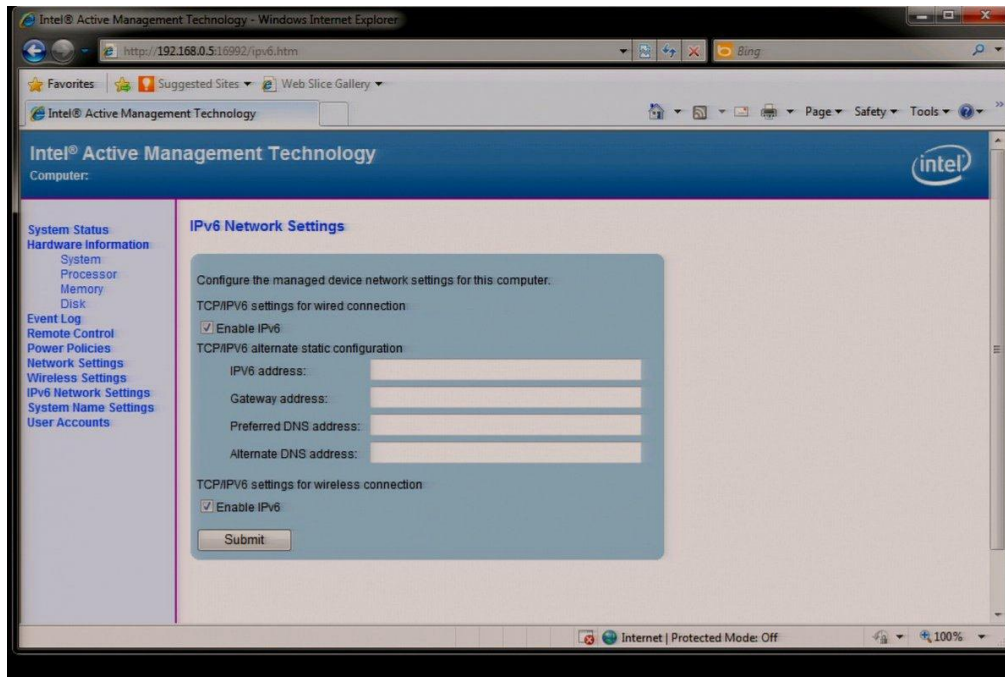 Intel® Active Management Technology - Windows Internet Explorer
http://192.168.0.5:16992/ipv6.htm
Bing
Favorites
Suggested Sites
Web Slice Gallery
Intel® Active Management Technology
Page
Safety
Tools
Intel® Active Management Technology
Computer:
intel
System Status
Hardware Information
System
Processor
Memory
Disk
Event Log
Remote Control
Power Policies
Network Settings
Wireless Settings
IPv6 Network Settings
System Name Settings
User Accounts
IPv6 Network Settings
Configure the managed device network settings for this computer.
TCP/IPV6 settings for wired connection
Enable IPv6
TCP/IPV6 alternate static configuration
IPV6 address:
Gateway address:
Preferred DNS address:
Alternate DNS address:
TCP/IPV6 settings for wireless connection
Enable IPv6
Submit
Internet | Protected Mode: Off
100%